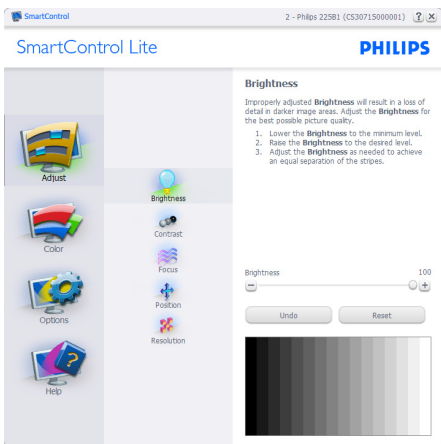 SmartControl
2 - Philips 225B1 (CS30715000001)
SmartControl Lite
PHILIPS
Adjust
Color
Options
Help
Brightness
Contrast
Focus
Position
Resolution
Brightness
Improperly adjusted Brightness will result in a loss of
detail in darker image areas. Adjust the Brightness for
the best possible picture quality.
1. Lower the Brightness to the minimum level.
2. Rase the Brightness to the desired level.
3. Adjust the Brightness as needed to achieve
an equal separation of the stripes.
Brightness 100
Undo Reset